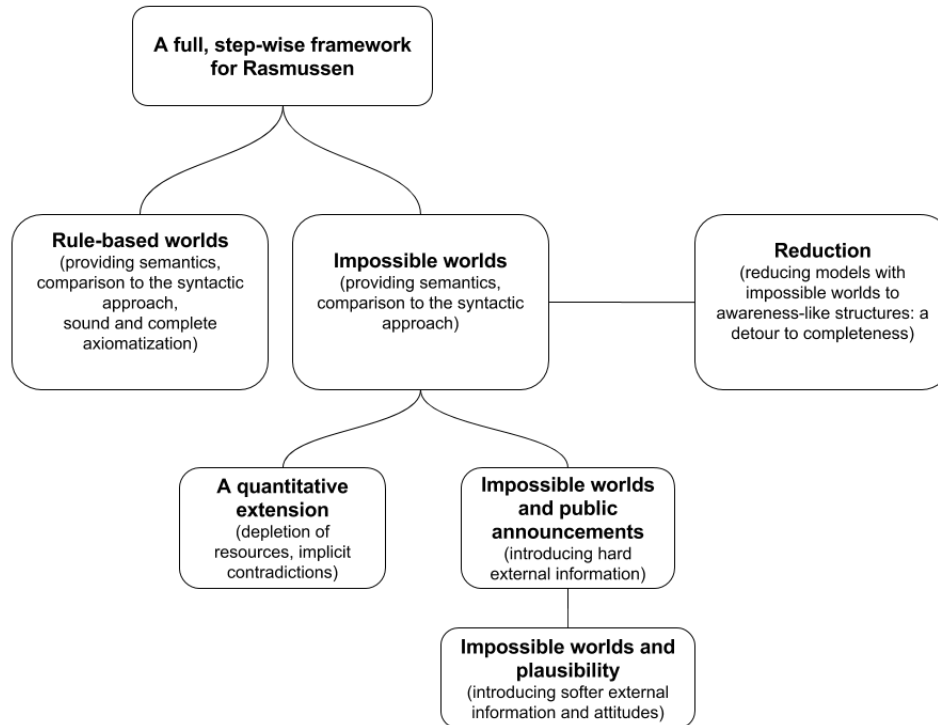 A full, step-wise framework
for Rasmussen
Rule-based worlds
(providing semantics,
comparison to the syntactic
approach,
sound and complete
axiomatization)
Impossible worlds
(providing semantics,
comparison to the syntactic
approach)
Reduction
(reducing models with
impossible worlds to
awareness-like structures: a
detour to completeness)
A quantitative
extension
(depletion of
resources, implicit
contradictions)
Impossible worlds
and public
announcements
(introducing hard
external information)
Impossible worlds and
plausibility
(introducing softer external
information and attitudes)